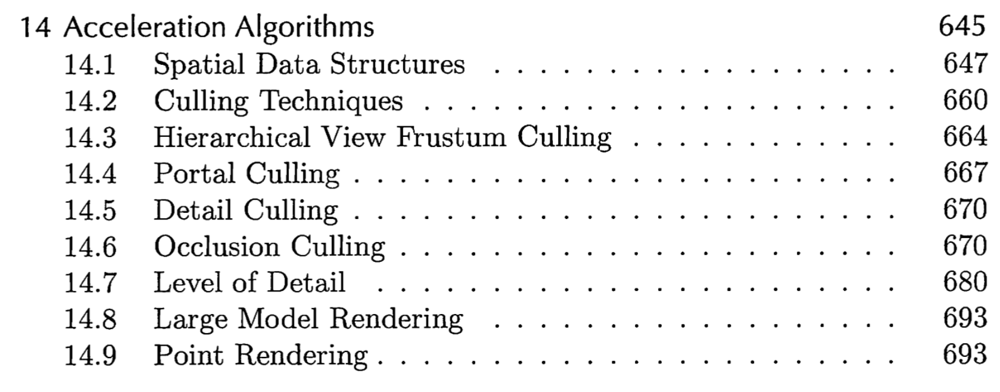 14 Acceleration Algorithms 645
14.1 Spatial Data Structures . . . . . . . . . . . . . . . . . . 647
14.2 Culling Techniques . . . . . . . . . . . . . . . . . . . . . 660
14.3 Hierarchical View Frustum Culling . . . . . . . . . . . . 664
14.4 Portal Culling . . . . . . . . . . . . . . . . . . . . . . . . 667
14.5 Detail Culling . . . . . . . . . . . . . . . . . . . . . . . . 670
14.6 Occlusion Culling . . . . . . . . . . . . . . . . . . . . . . 670
14.7 Level of Detail . . . . . . . . . . . . . . . . . . . . . . . 680
14.8 Large Model Rendering . . . . . . . . . . . . . . . . . . 693
14.9 Point Rendering . . . . . . . . . . . . . . . . . . . . . . . 693